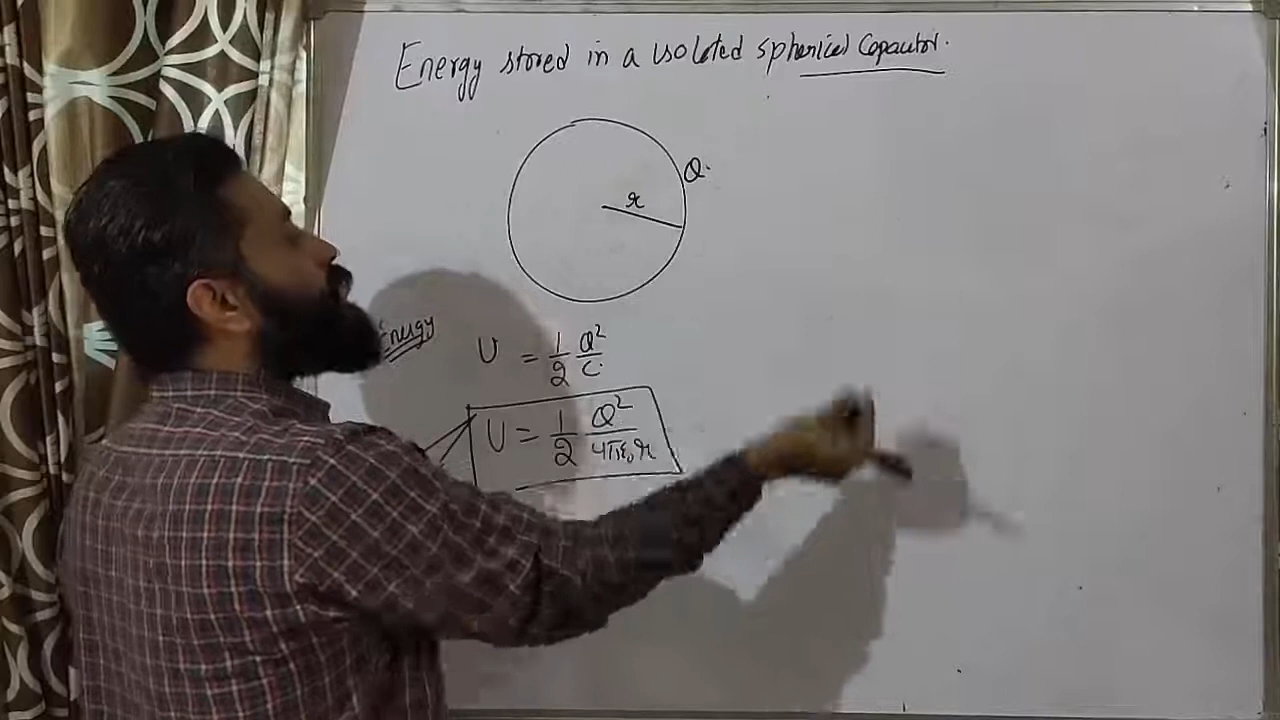 Energy stored in a isolated spherical Capacitor.
Q.
r
Energy
U = 1/2 Q²/C.
U = 1/2 Q²/4πε₀r